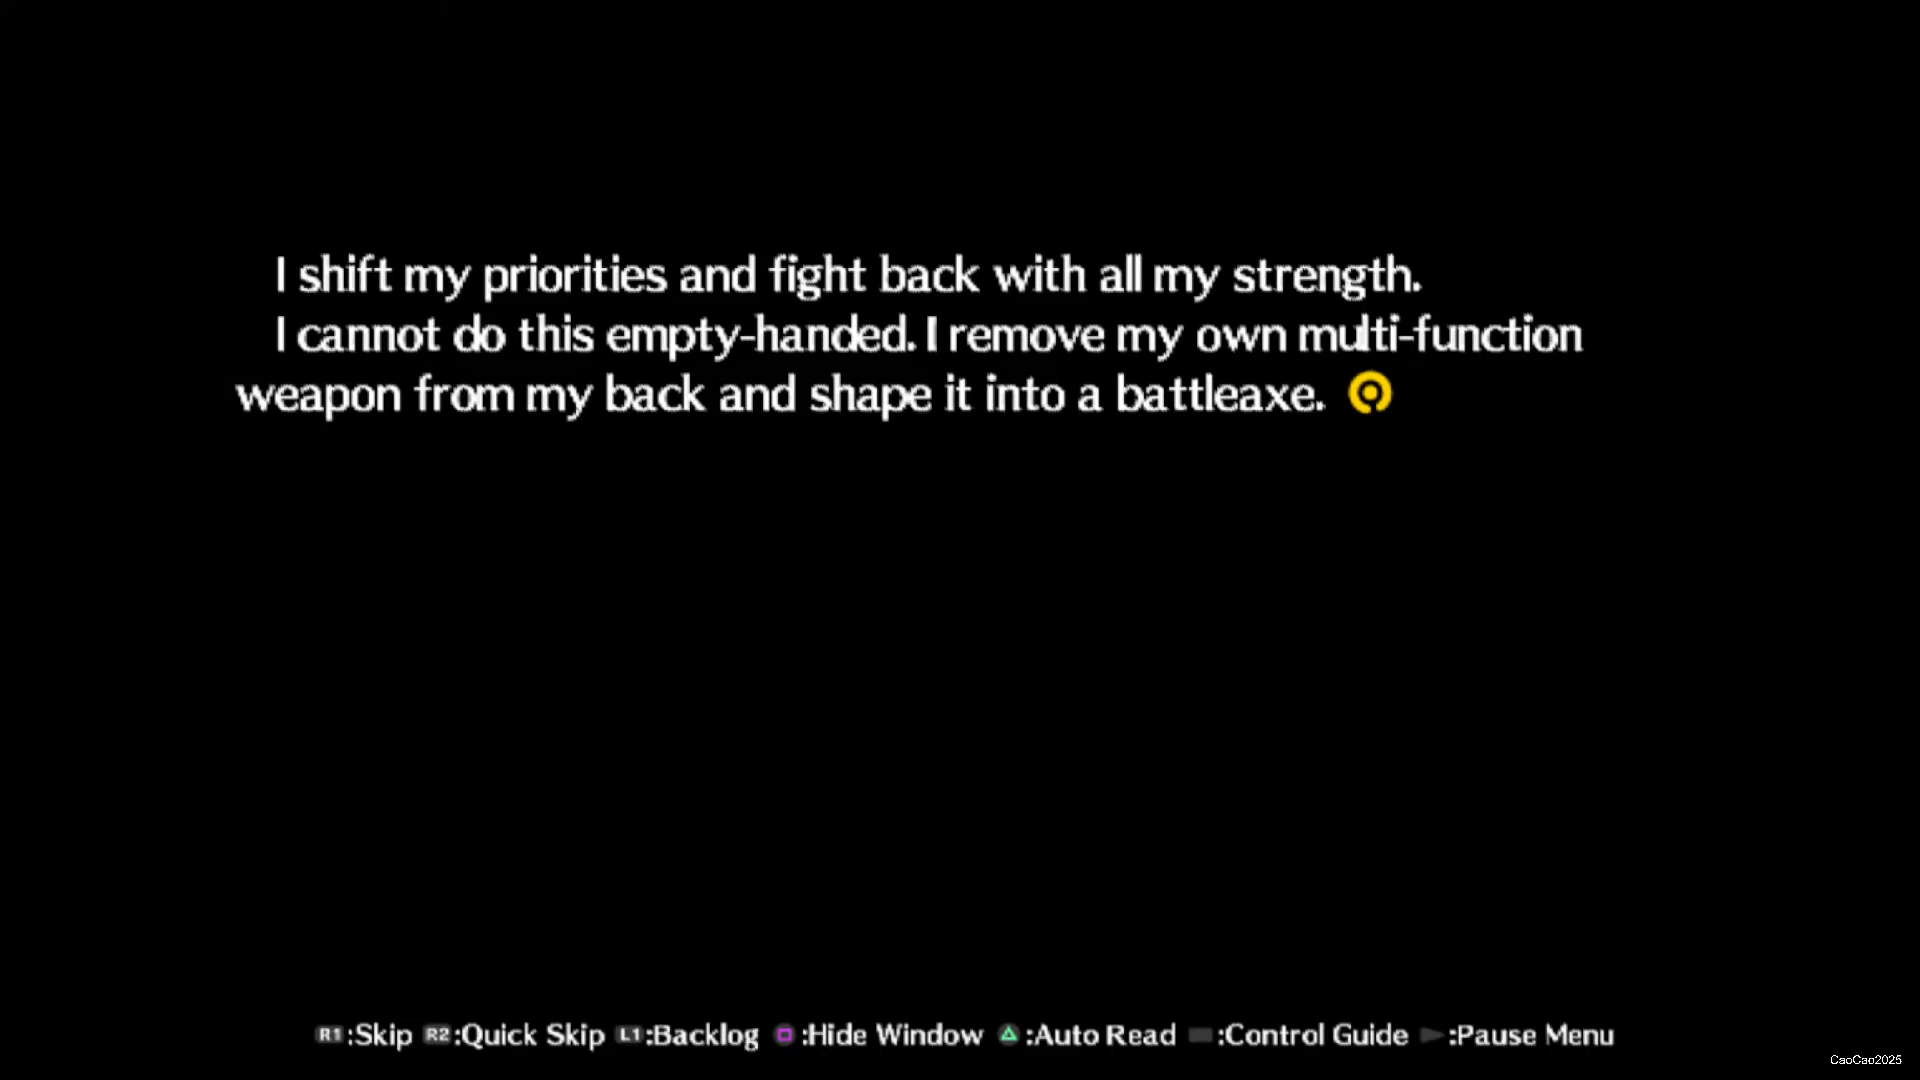 I shift my priorities and fight back with all my strength.
I cannot do this empty-handed. I remove my own multi-function
weapon from my back and shape it into a battleaxe.
R1:Skip R2:Quick Skip L1:Backlog :Hide Window :Auto Read :Control Guide :Pause Menu
CaoCao2025